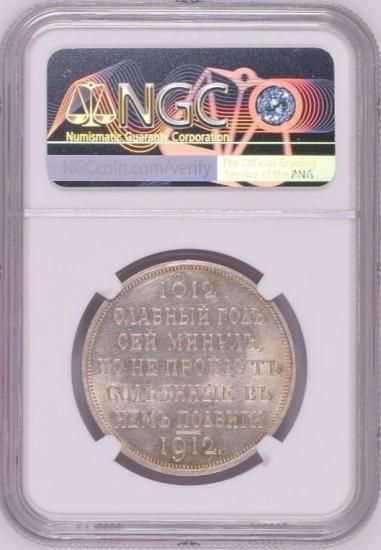 NGC
Numismatic Guaranty Corporation
NGCcoin.com/verify
The Official Grading
Service of the PNG
1812
СЛАВНЫЙ ГОДЪ
СЕЙ МИНУЛЪ,
НО НЕ ПРОЙДУТЪ
СОДѢЯННЫЕ ВЪ
НЕМЪ ПОДВИГИ
1912.